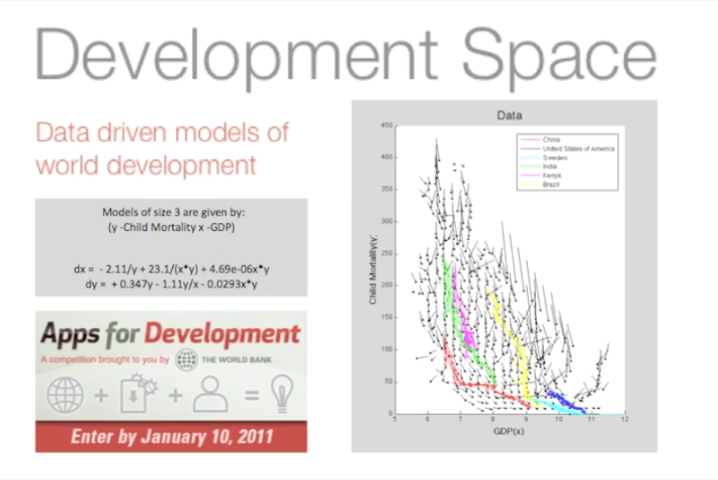 Development Space
Data driven models of
world development
Models of size 3 are given by:
(y -Child Mortality x -GDP)
dx = - 2.11/y + 23.1/(x*y) + 4.69e-06x*y
dy = + 0.347y - 1.11y/x - 0.0293x*y
Apps for Development
A competition brought to you by THE WORLD BANK
Enter by January 10, 2011
Data
China
United States of America
Sweden
India
Kenya
Brazil
450
400
350
300
250
200
150
100
50
0
Child Mortality(y)
5 6 7 8 9 10 11 12
GDP(x)